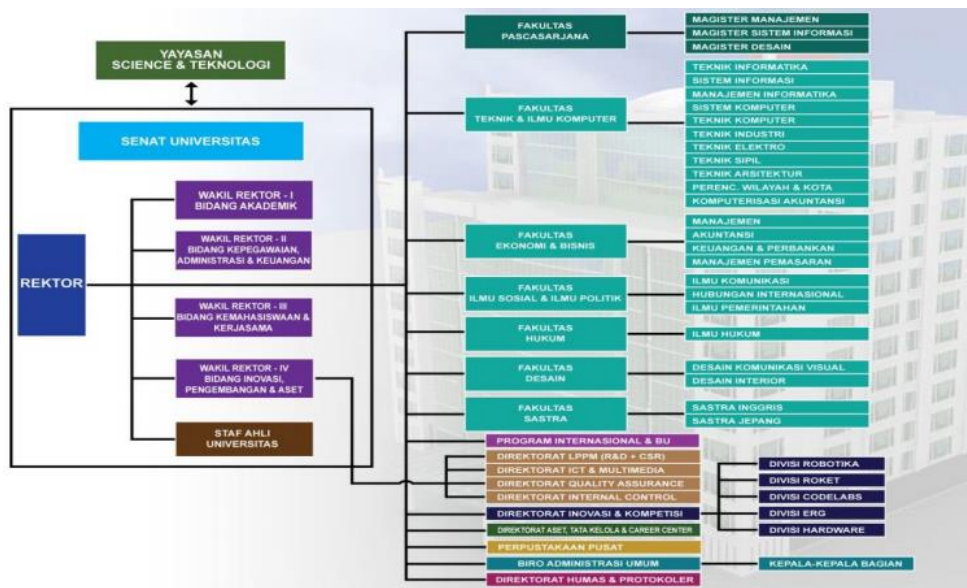 YAYASAN
SCIENCE & TEKNOLOGI
SENAT UNIVERSITAS
REKTOR
WAKIL REKTOR - I
BIDANG AKADEMIK
WAKIL REKTOR - II
BIDANG KEPEGAWAIAN,
ADMINISTRASI & KEUANGAN
WAKIL REKTOR - III
BIDANG KEMAHASISWAAN &
KERJASAMA
WAKIL REKTOR - IV
BIDANG INOVASI,
PENGEMBANGAN & ASET
STAF AHLI
UNIVERSITAS
FAKULTAS
PASCASARJANA
MAGISTER MANAJEMEN
MAGISTER SISTEM INFORMASI
MAGISTER DESAIN
FAKULTAS
TEKNIK & ILMU KOMPUTER
TEKNIK INFORMATIKA
SISTEM INFORMASI
MANAJEMEN INFORMATIKA
SISTEM KOMPUTER
TEKNIK KOMPUTER
TEKNIK INDUSTRI
TEKNIK ELEKTRO
TEKNIK SIPIL
TEKNIK ARSITEKTUR
PERENC. WILAYAH & KOTA
KOMPUTERISASI AKUNTANSI
FAKULTAS
EKONOMI & BISNIS
MANAJEMEN
AKUNTANSI
KEUANGAN & PERBANKAN
MANAJEMEN PEMASARAN
FAKULTAS
ILMU SOSIAL & ILMU POLITIK
ILMU KOMUNIKASI
HUBUNGAN INTERNASIONAL
ILMU PEMERINTAHAN
FAKULTAS
HUKUM
ILMU HUKUM
FAKULTAS
DESAIN
DESAIN KOMUNIKASI VISUAL
DESAIN INTERIOR
FAKULTAS
SASTRA
SASTRA INGGRIS
SASTRA JEPANG
PROGRAM INTERNASIONAL & BU
DIREKTORAT LPPM (R&D + CSR)
DIREKTORAT ICT & MULTIMEDIA
DIREKTORAT QUALITY ASSURANCE
DIREKTORAT INTERNAL CONTROL
DIREKTORAT INOVASI & KOMPETISI
DIVISI ROBOTIKA
DIVISI ROKET
DIVISI CODELABS
DIVISI ERG
DIVISI HARDWARE
DIREKTORAT ASET, TATA KELOLA & CAREER CENTER
PERPUSTAKAAN PUSAT
BIRO ADMINISTRASI UMUM
KEPALA-KEPALA BAGIAN
DIREKTORAT HUMAS & PROTOKOLER